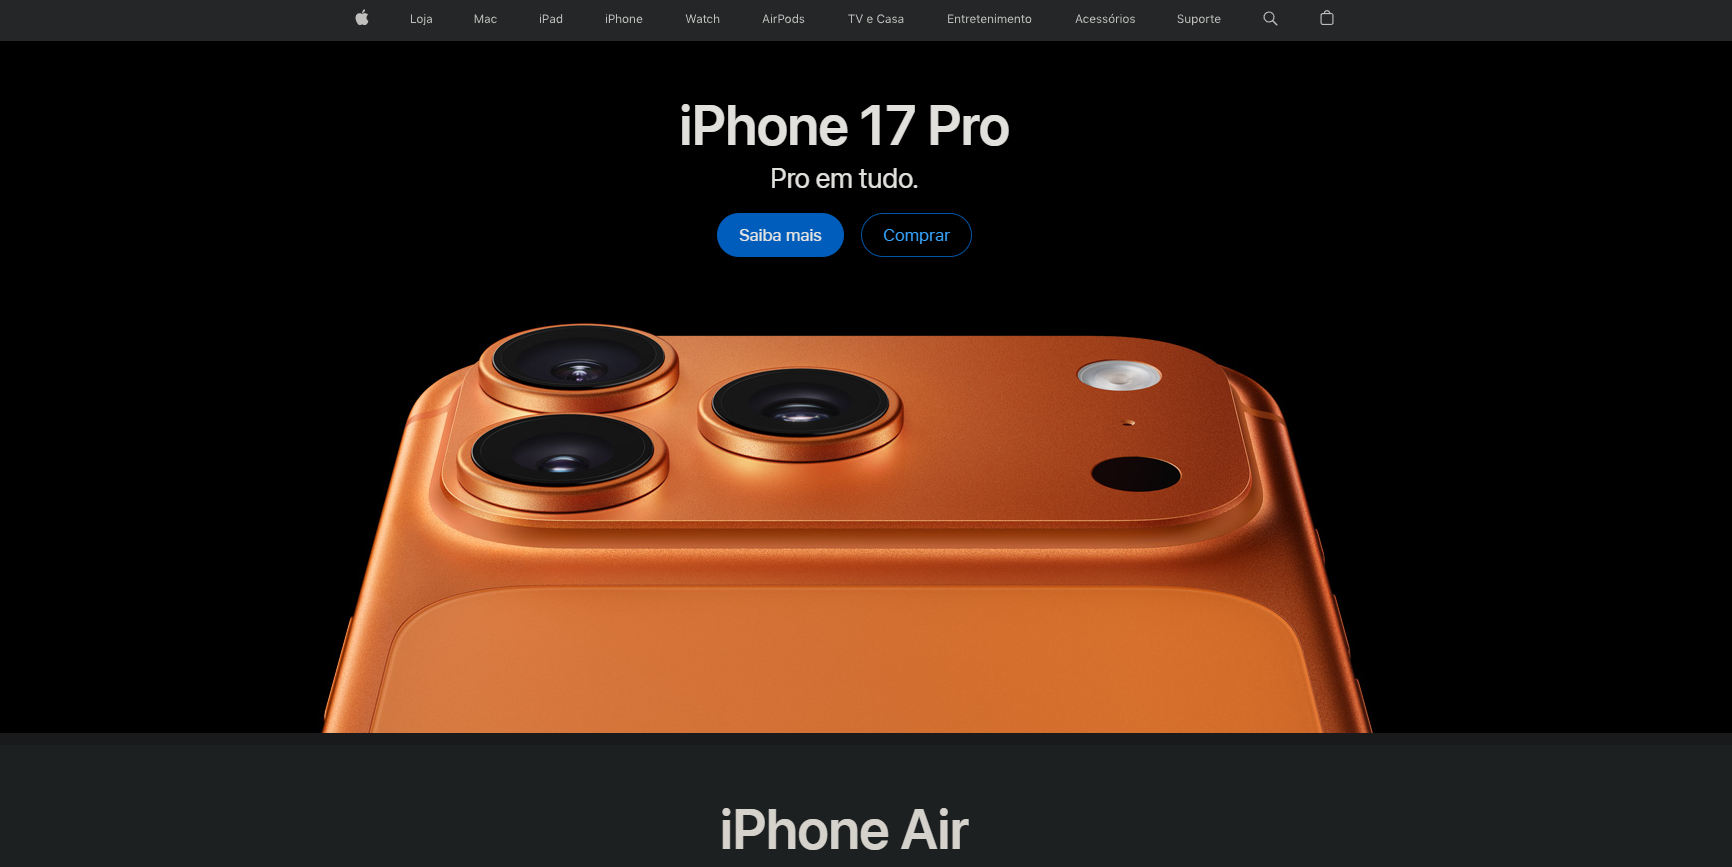 Loja Mac iPad iPhone Watch AirPods TV e Casa Entretenimento Acessórios Suporte
iPhone 17 Pro
Pro em tudo.
Saiba mais Comprar
iPhone Air